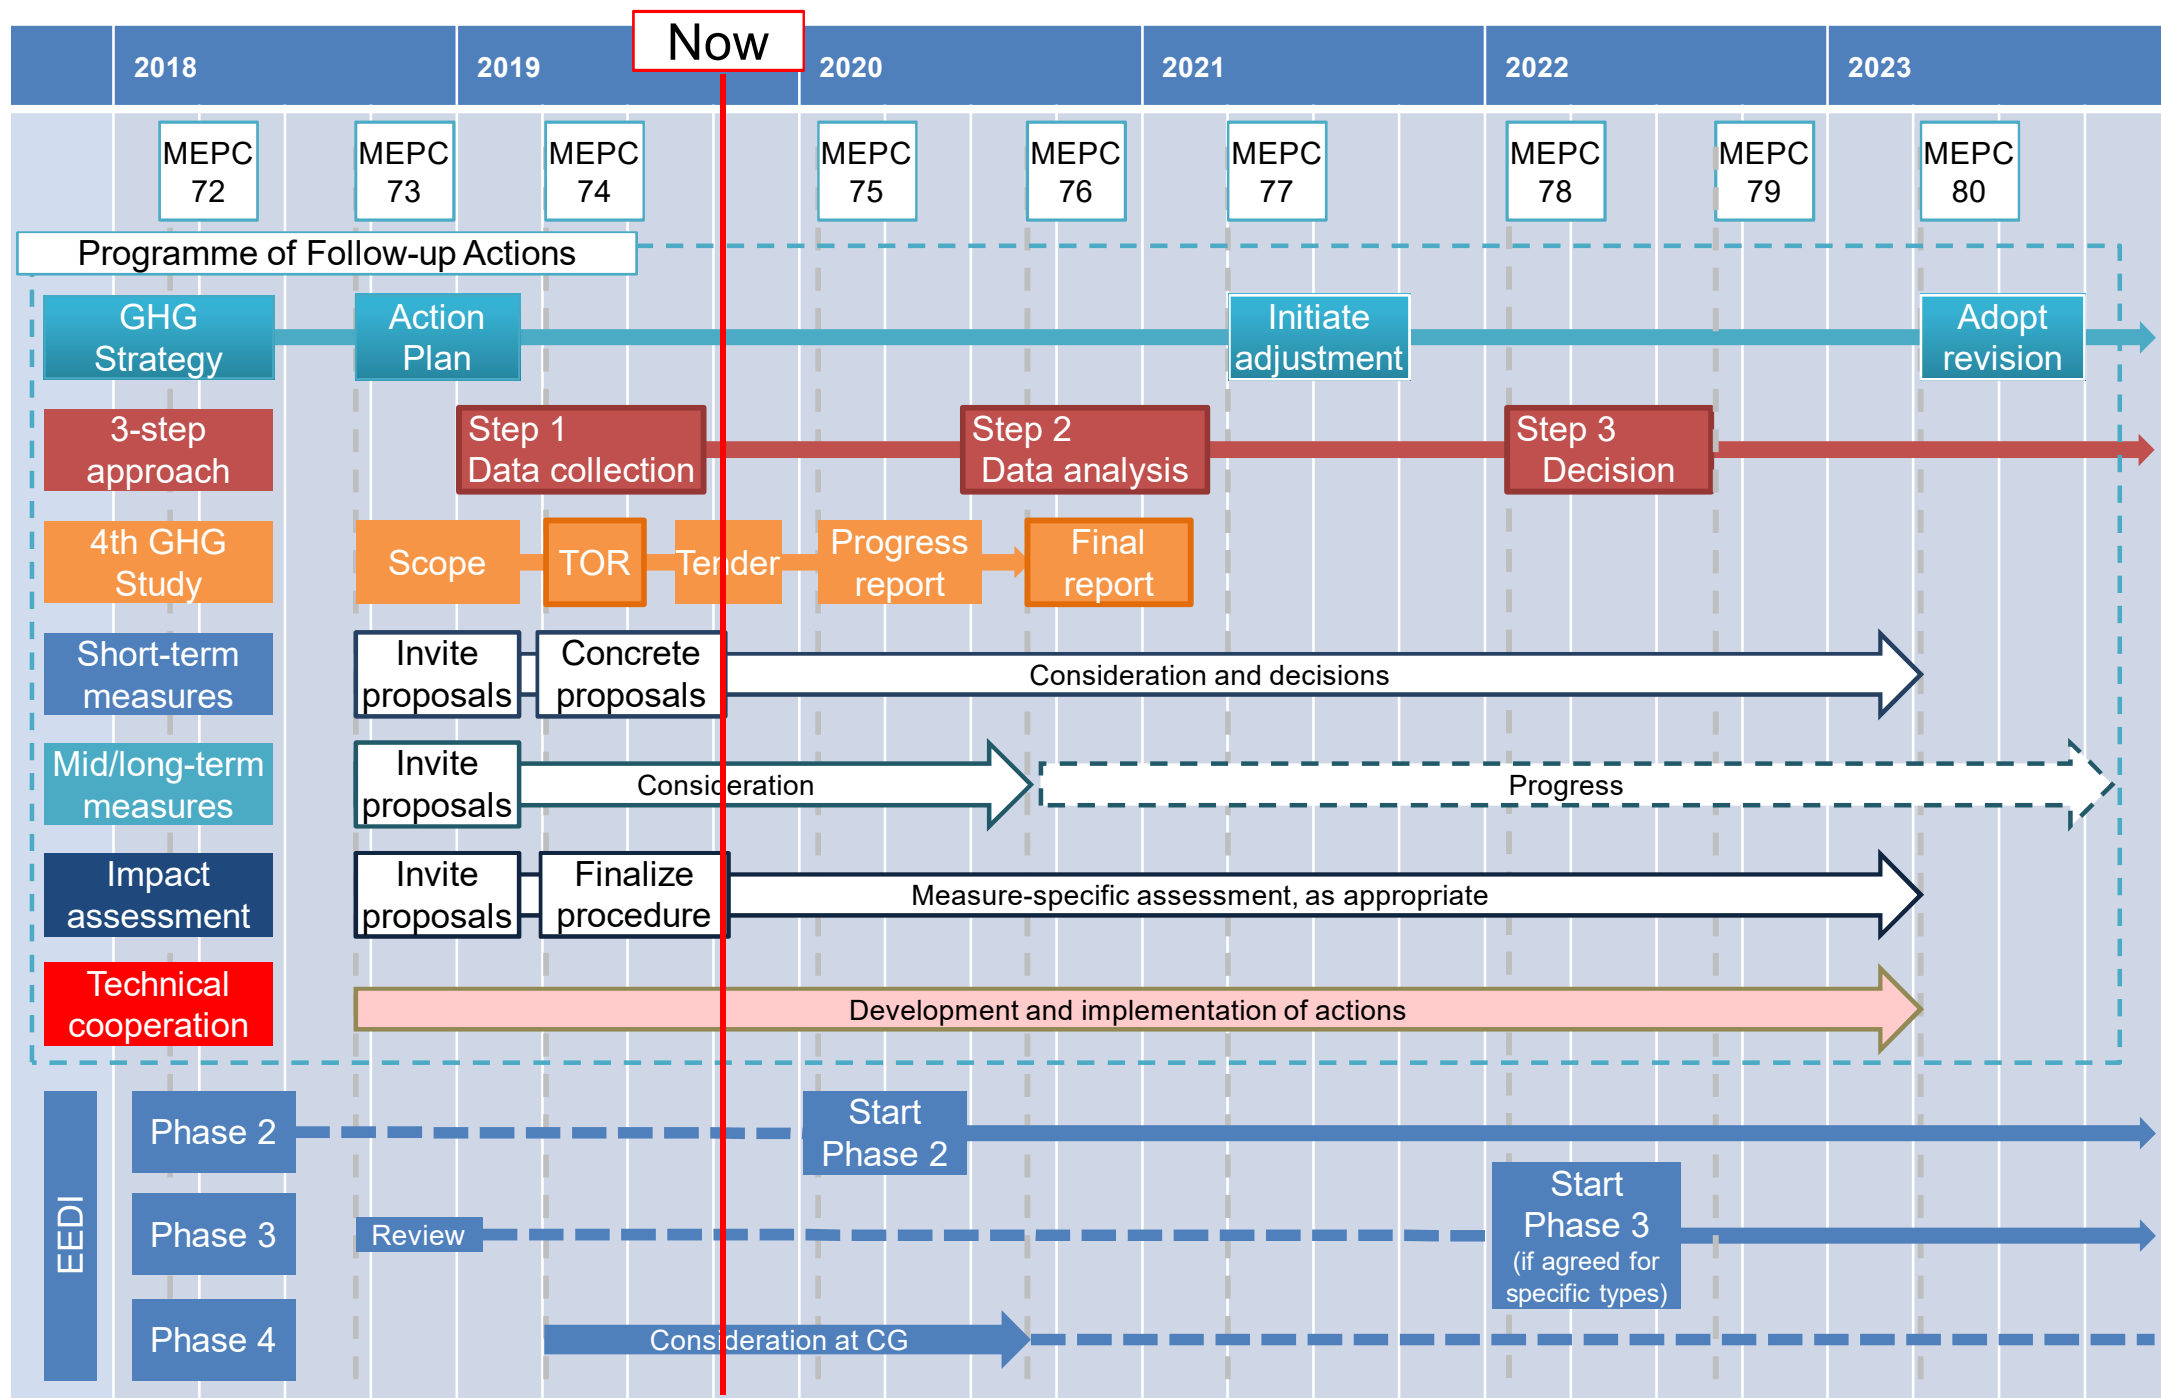 Now
2018
2019
2020
2021
2022
2023
MEPC
72
MEPC
73
MEPC
74
MEPC
75
MEPC
76
MEPC
77
MEPC
78
MEPC
79
MEPC
80
Programme of Follow-up Actions
GHG
Strategy
Action
Plan
Initiate
adjustment
Adopt
revision
3-step
approach
Step 1
Data collection
Step 2
Data analysis
Step 3
Decision
4th GHG
Study
Scope
TOR
Tender
Progress
report
Final
report
Short-term
measures
Invite
proposals
Concrete
proposals
Consideration and decisions
Mid/long-term
measures
Invite
proposals
Consideration
Progress
Impact
assessment
Invite
proposals
Finalize
procedure
Measure-specific assessment, as appropriate
Technical
cooperation
Development and implementation of actions
EEDI
Phase 2
Start
Phase 2
Phase 3
Review
Start
Phase 3
(if agreed for
specific types)
Phase 4
Consideration at CG